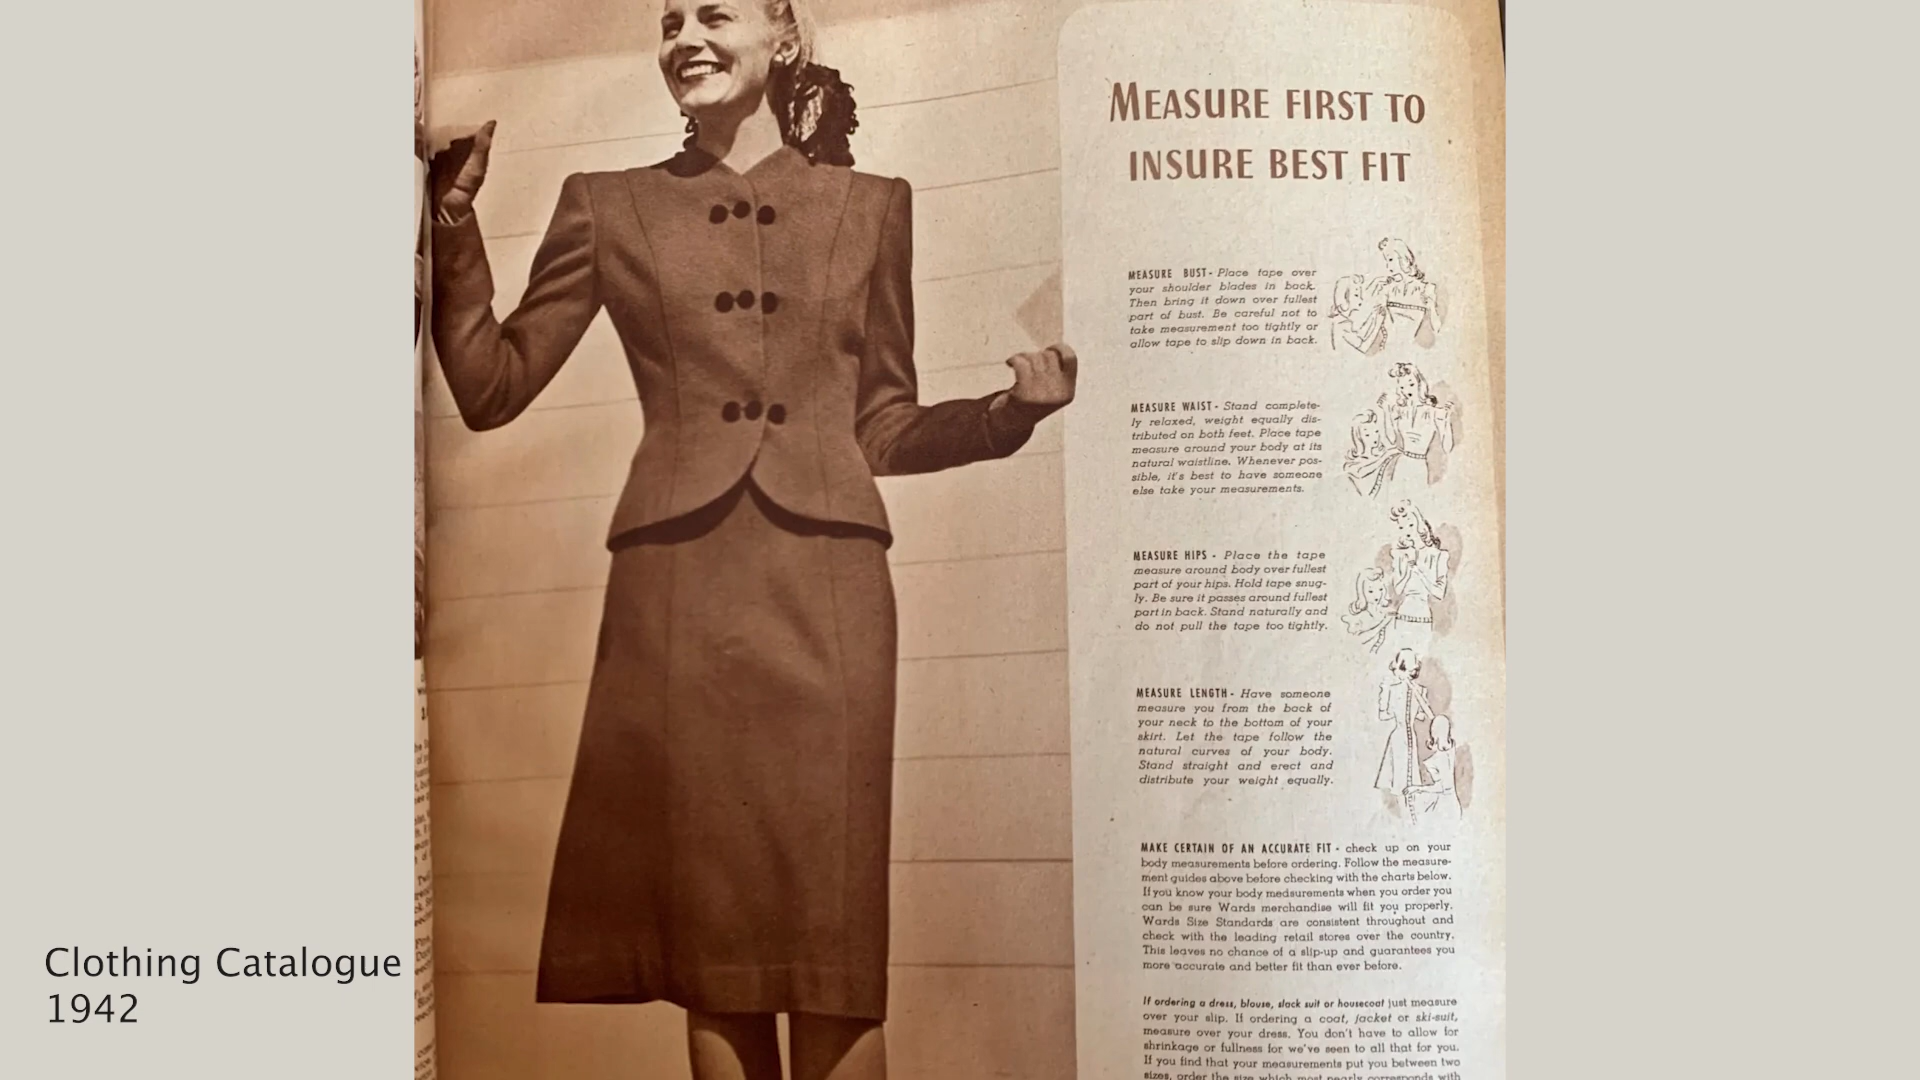 MEASURE FIRST TO
INSURE BEST FIT
MEASURE BUST - Place tape over
your shoulder blades in back.
Then bring it down over fullest
part of bust. Be careful not to
take measurement too tightly or
allow tape to slip down in back.
MEASURE WAIST - Stand complete-
ly relaxed, weight equally dis-
tributed on both feet. Place tape
measure around your body at its
natural waistline. Whenever pos-
sible, it's best to have someone
else take your measurements.
MEASURE HIPS - Place the tape
measure around body over fullest
part of your hips. Hold tape snug-
ly. Be sure it passes around fullest
part in back. Stand naturally and
do not pull the tape too tightly.
MEASURE LENGTH - Have someone
measure you from the back of
your neck to the bottom of your
skirt. Let the tape follow the
natural curves of your body.
Stand straight and erect and
distribute your weight equally.
MAKE CERTAIN OF AN ACCURATE FIT - check up on your
body measurements before ordering. Follow the measure-
ment guides above before checking with the charts below.
If you know your body measurements when you order you
can be sure Wards merchandise will fit you properly.
Wards Size Standards are consistent throughout and
check with the leading retail stores over the country.
This leaves no chance of a slip-up and guarantees you
more accurate and better fit than ever before.
If ordering a dress, blouse, slack suit or housecoat just measure
over your slip. If ordering a coat, jacket or ski-suit,
measure over your dress. You don't have to allow for
shrinkage or fullness for we've seen to all that for you.
If you find that your measurements put you between two
sizes, order the size which most nearly corresponds with
Clothing Catalogue
1942